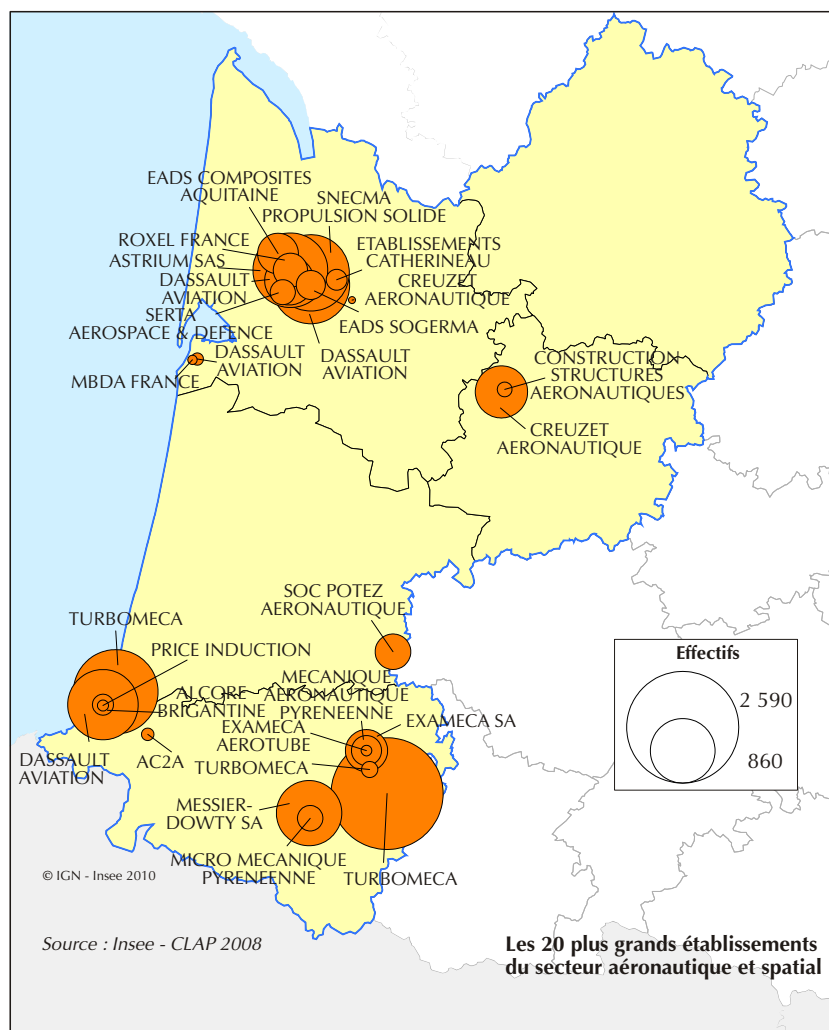 EADS COMPOSITES
AQUITAINE
SNECMA
PROPULSION SOLIDE
ROXEL FRANCE
ETABLISSEMENTS
CATHERINEAU
ASTRIUM SAS
DASSAULT
AVIATION
CREUZET
AERONAUTIQUE
SERTA
AEROSPACE & DEFENCE
EADS SOGERMA
DASSAULT
AVIATION
DASSAULT
AVIATION
MBDA FRANCE
CONSTRUCTION
STRUCTURES
AERONAUTIQUES
CREUZET
AERONAUTIQUE
SOC POTEZ
AERONAUTIQUE
TURBOMECA
PRICE INDUCTION
ALCORE
BRIGANTINE
MECANIQUE
AERONAUTIQUE
PYRENEENNE
EXAMECA SA
EXAMECA
AEROTUBE
DASSAULT
AVIATION
AC2A
TURBOMECA
MESSIER-
DOWTY SA
MICRO MECANIQUE
PYRENEENNE
TURBOMECA
Effectifs
2 590
860
© IGN - Insee 2010
Source : Insee - CLAP 2008
Les 20 plus grands établissements
du secteur aéronautique et spatial